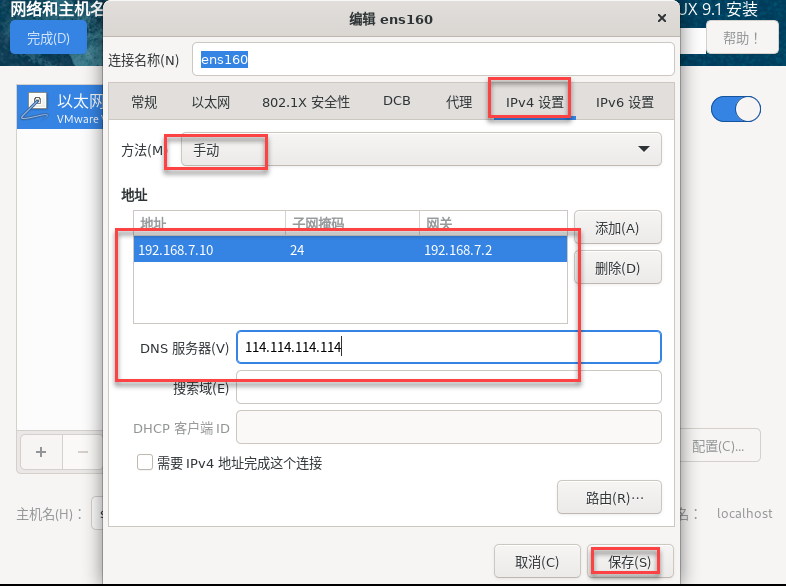 网络和主机名
编辑 ens160
UX 9.1 安装
完成(D)
帮助！
连接名称(N)
ens160
以太网
VMware
常规
以太网
802.1X 安全性
DCB
代理
IPv4 设置
IPv6 设置
方法(M
手动
地址
地址
子网掩码
网关
192.168.7.10
24
192.168.7.2
添加(A)
删除(D)
DNS 服务器(V)
114.114.114.114
搜索域(E)
DHCP 客户端 ID
需要 IPv4 地址完成这个连接
路由(R)…
+
−
配置(C)...
主机名(H)：
名：
localhost
取消(C)
保存(S)